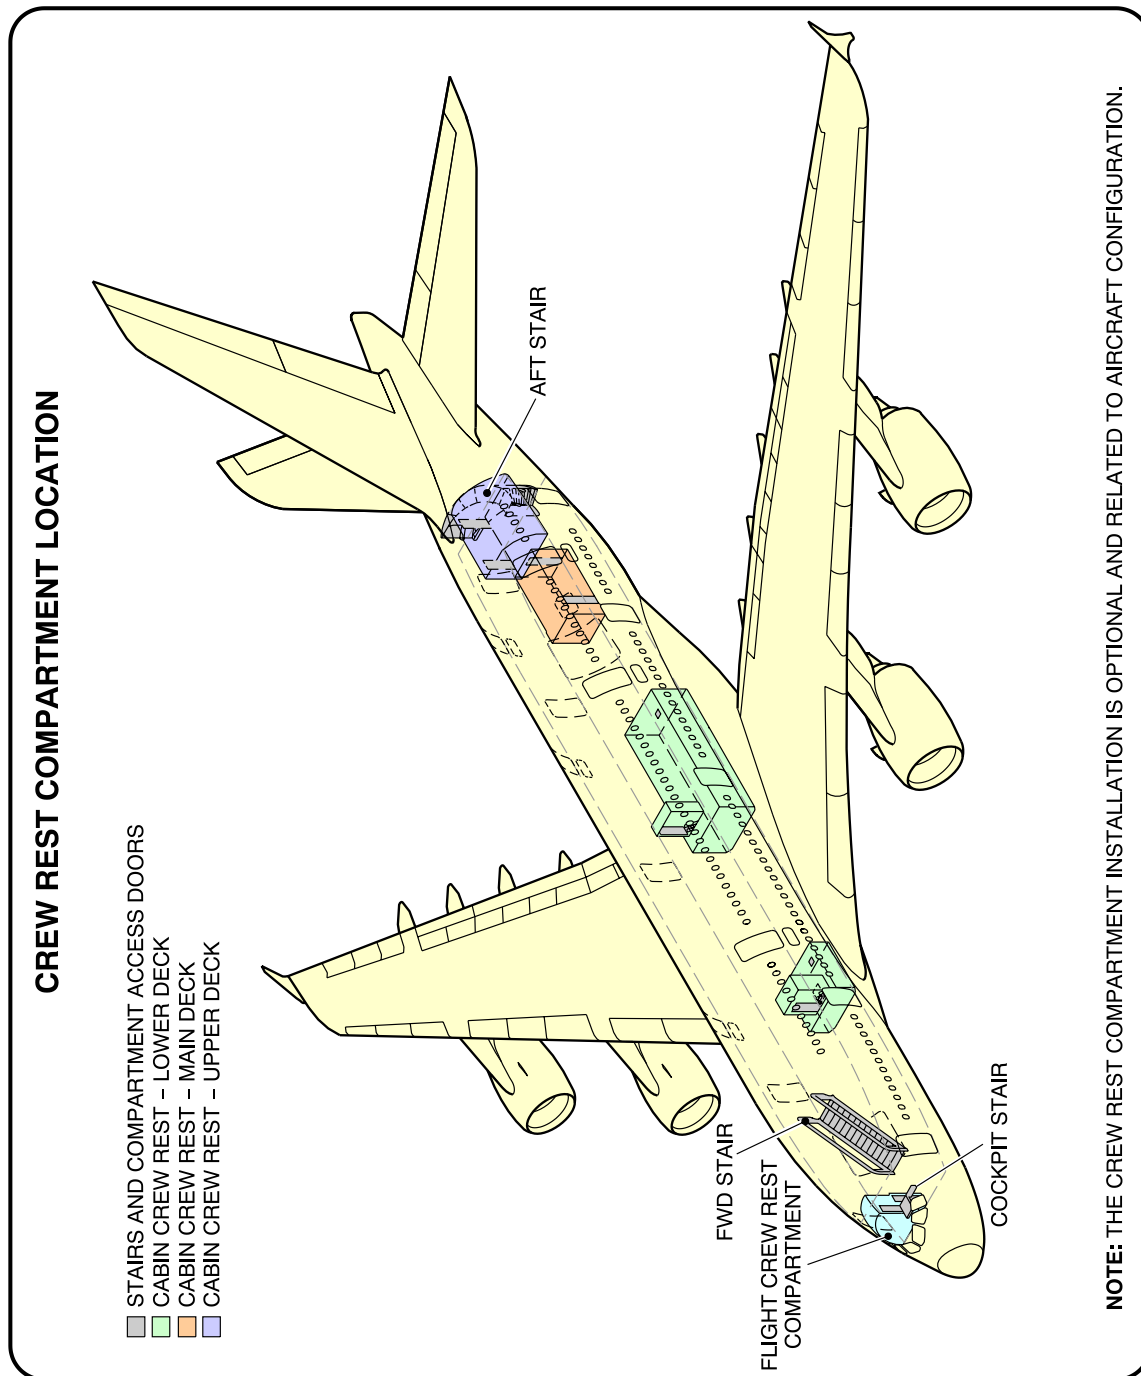 CREW REST COMPARTMENT LOCATION
STAIRS AND COMPARTMENT ACCESS DOORS
CABIN CREW REST – LOWER DECK
CABIN CREW REST – MAIN DECK
CABIN CREW REST – UPPER DECK
AFT STAIR
FWD STAIR
FLIGHT CREW REST
COMPARTMENT
COCKPIT STAIR
NOTE: THE CREW REST COMPARTMENT INSTALLATION IS OPTIONAL AND RELATED TO AIRCRAFT CONFIGURATION.